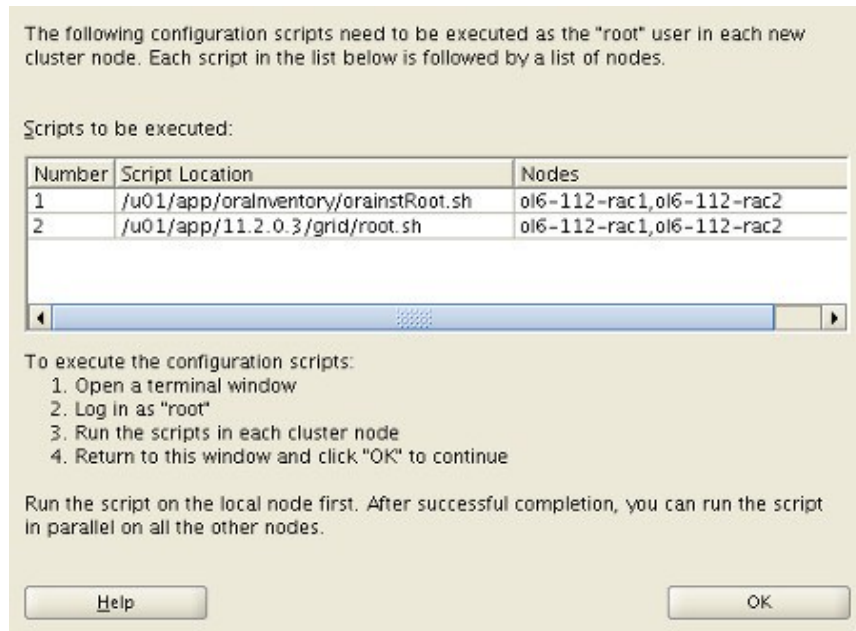 The following configuration scripts need to be executed as the "root" user in each new
cluster node. Each script in the list below is followed by a list of nodes.
Scripts to be executed:
Number Script Location Nodes
1 /u01/app/oraInventory/orainstRoot.sh ol6-112-rac1,ol6-112-rac2
2 /u01/app/11.2.0.3/grid/root.sh ol6-112-rac1,ol6-112-rac2
To execute the configuration scripts:
1. Open a terminal window
2. Log in as "root"
3. Run the scripts in each cluster node
4. Return to this window and click "OK" to continue
Run the script on the local node first. After successful completion, you can run the script
in parallel on all the other nodes.
Help OK